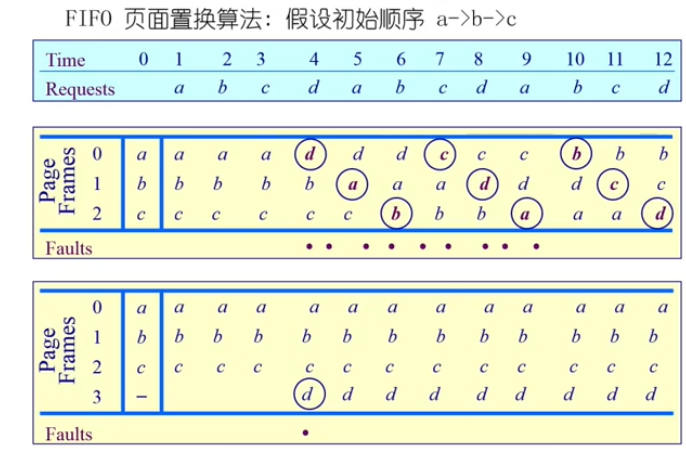 FIFO 页面置换算法: 假设初始顺序 a->b->c
Time 0 1 2 3 4 5 6 7 8 9 10 11 12
Requests a b c d a b c d a b c d
Page Frames
0 a a a a d d d c c c b b b
1 b b b b b a a a d d d c c
2 c c c c c c b b b a a a d
Faults • • • • • • • • •
Page Frames
0 a a a a a a a a a a a a a
1 b b b b b b b b b b b b b
2 c c c c c c c c c c c c c
3 – d d d d d d d d d
Faults •